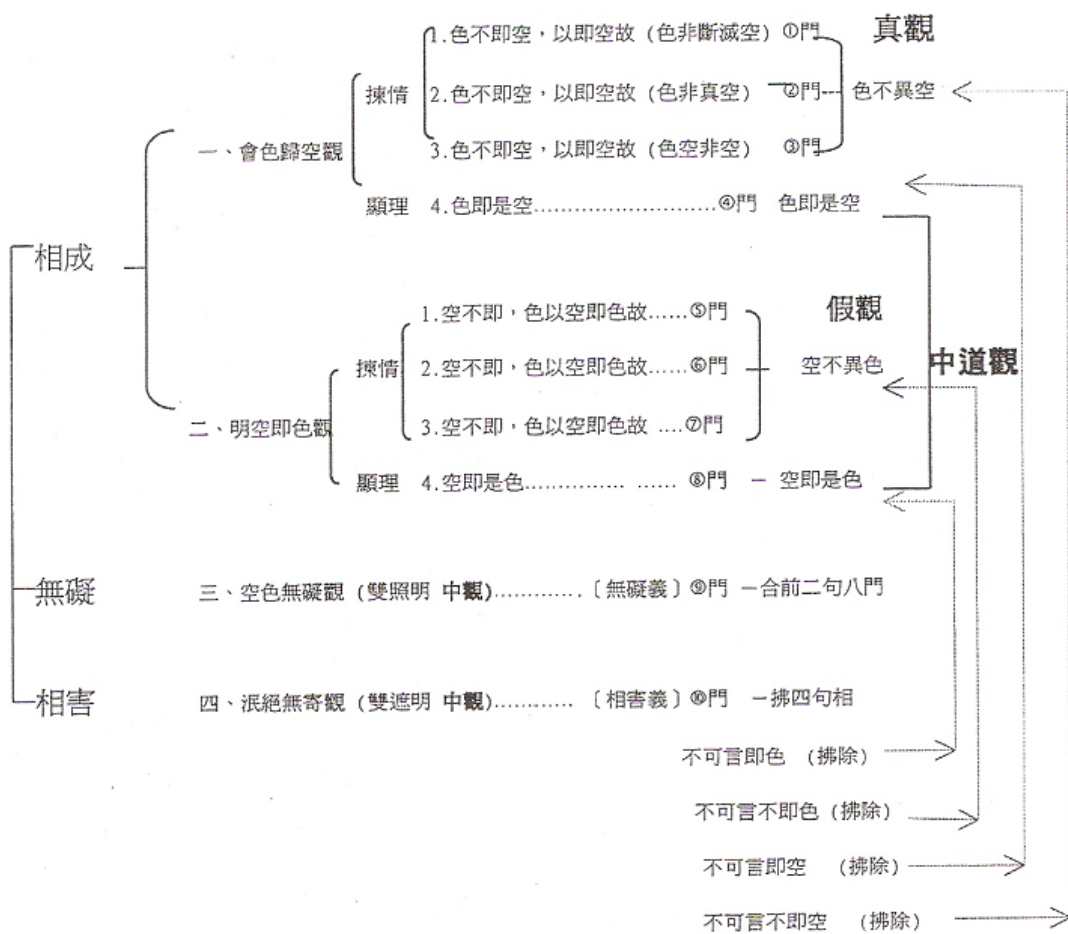 1.色不即空，以即空故（色非斷滅空）①門 真觀
揀情 2.色不即空，以即空故（色非真空） ②門 色不異空
一、會色歸空觀 3.色不即空，以即空故（色空非空） ③門
顯理 4.色即是空..........................④門 色即是空
相成
1.空不即，色以空即色故......⑤門 假觀
揀情 2.空不即，色以空即色故......⑥門 空不異色 中道觀
二、明空即色觀 3.空不即，色以空即色故 ....⑦門
顯理 4.空即是色.............. ...... ⑧門 － 空即是色
無礙 三、空色無礙觀（雙照明 中觀)............. 〔無礙義〕⑨門 －合前二句八門
相害 四、泯絕無寄觀（雙遮明 中觀)............ 〔相害義〕⑩門 －拂四句相
不可言即色 （拂除）
不可言不即色（拂除）
不可言即空 （拂除）
不可言不即空 （拂除）